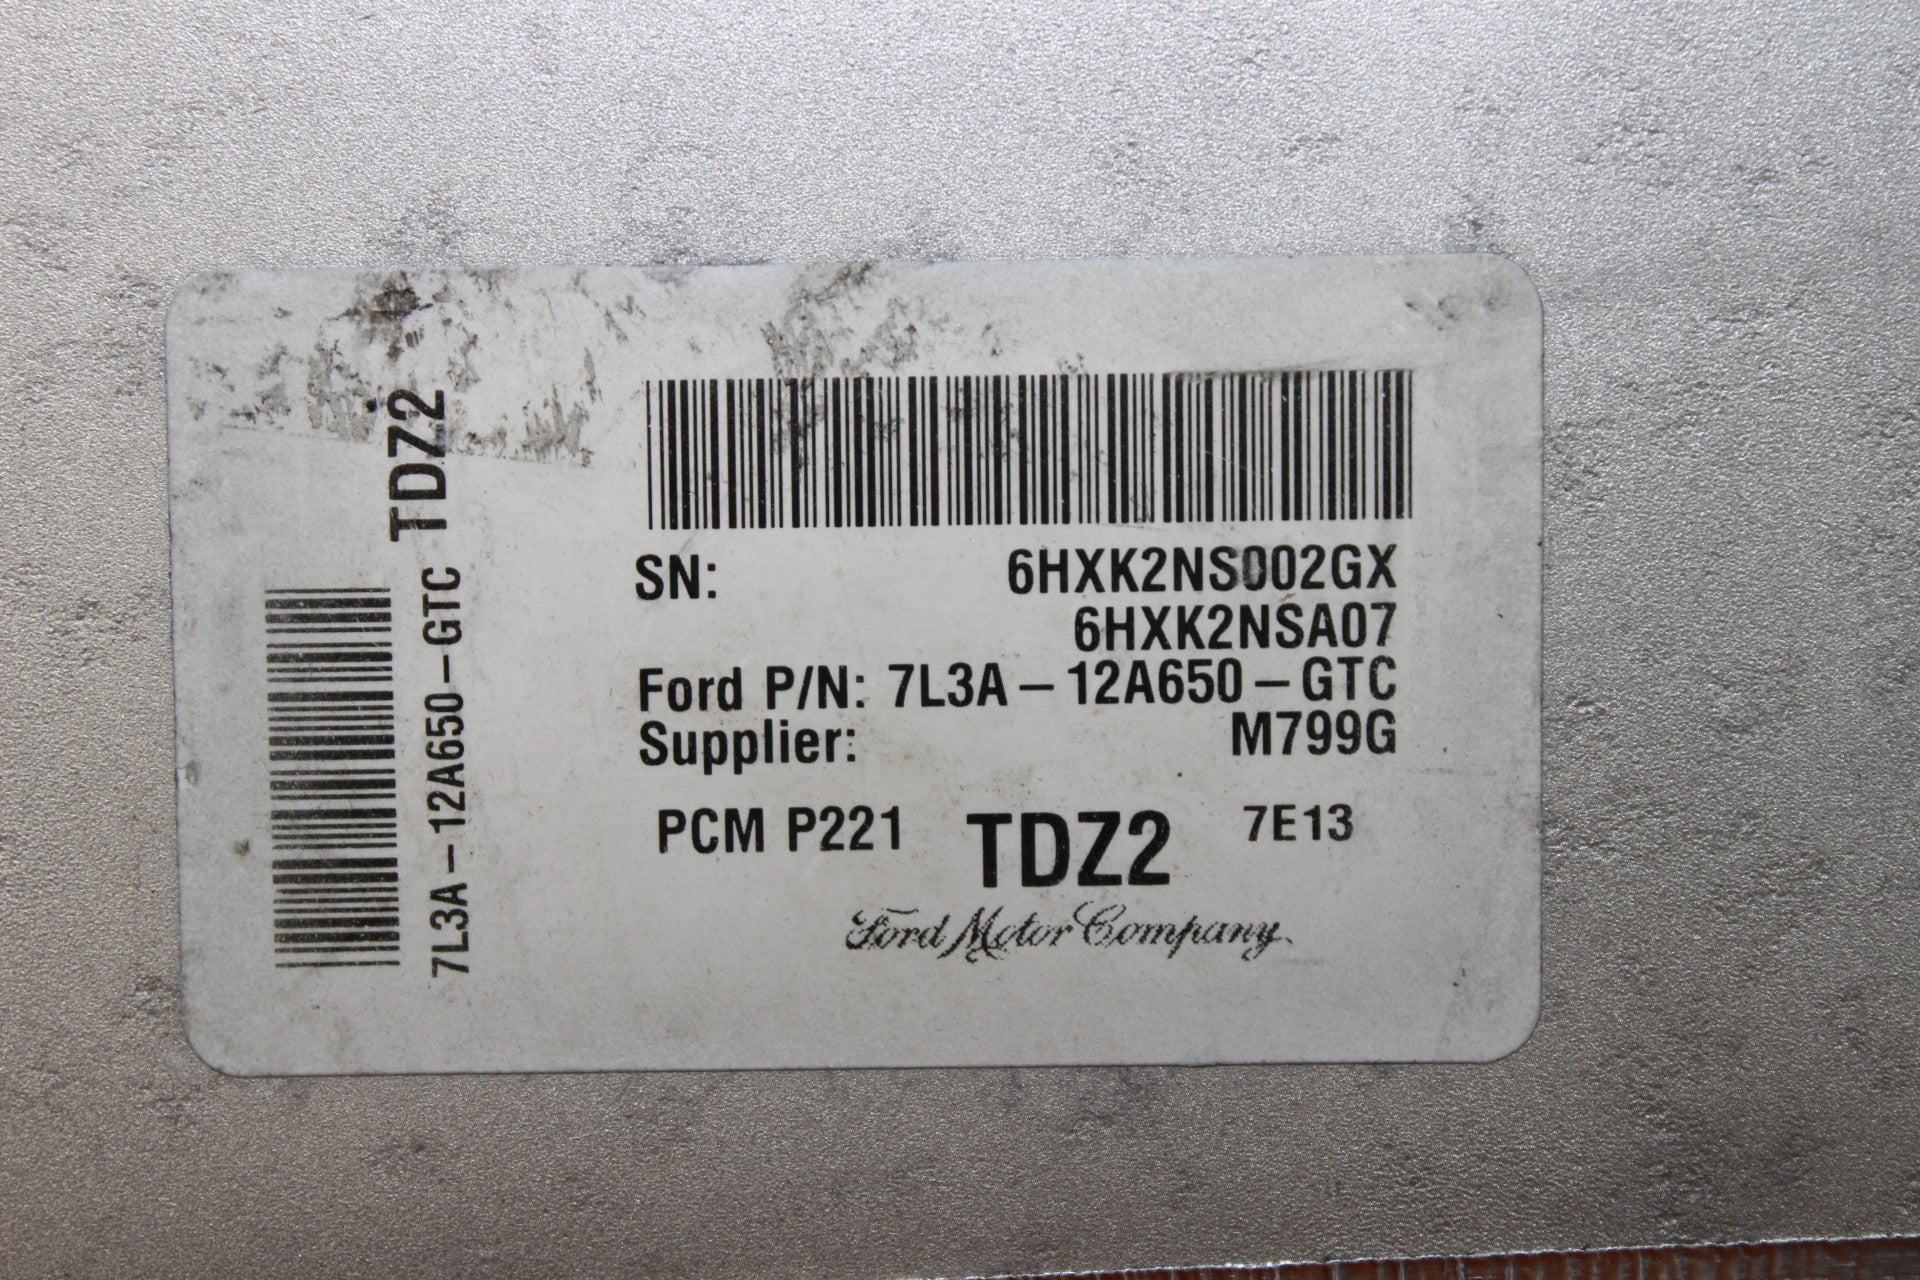 7L3A-12A650-GTC TDZ2
SN: 6HXK2NS002GX
6HXK2NSA07
Ford P/N: 7L3A-12A650-GTC
Supplier: M799G
PCM P221 TDZ2 7E13
Ford Motor Company